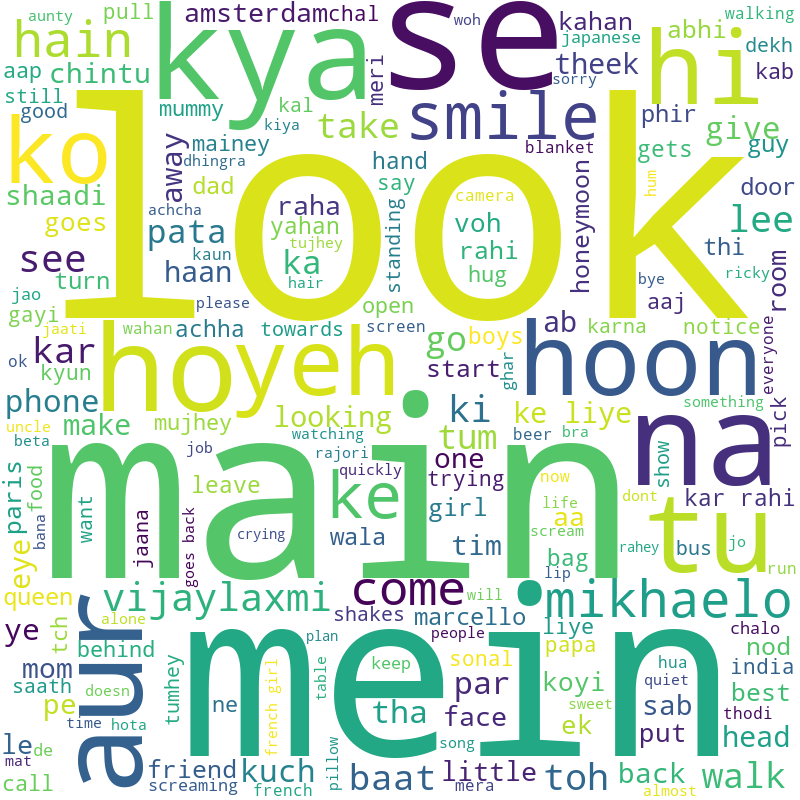 aunty
pull
amsterdam
chal
woh
kahan
walking
hain
kya
se
japanese
abhi
dekh
aap
chintu
meri
theek
sorry
hi
kab
still
good
mummy
kal
kiya
take
smile
phir
give
ko
away
mainey
dhingra
look
hand
blanket
gets
guy
shaadi
dad
say
camera
hum
door
goes
achcha
raha
yahan
tujhey
standing
voh
honeymoon
lee
pata
kaun
ka
rahi
thi
room
see
haan
hair
hug
bye
ricky
jao
turn
please
open
aaj
gayi
jaati
wahan
achha
towards
screen
boys
ab
karna
notice
everyone
ho
yeh
go
hoon
ok
kar
kyun
start
ghar
phone
mujhey
looking
ki
ke liye
something
pick
uncle
make
watching
tum
beer
bra
na
beta
job
rajori
quickly
one
show
main
trying
now
kar rahi
paris
food
want
jaana
leave
ke
girl
life
dont
tu
bana
goes back
crying
wala
tim
aa
scream
bus
jo
eye
bag
rahey
run
queen
aur
vijaylaxmi
come
lip
mikhaelo
alone
shakes
marcello
will
ye
tch
plan
people
liye
chalo
behind
mein
papa
nod
mom
tumhey
french girl
table
keep
sonal
hua
india
saath
doesn
koyi
quiet
pe
ne
par
sweet
best
time
hota
tha
face
sab
thodi
le
de
song
ek
put
head
mat
friend
kuch
pillow
little
toh
back
walk
call
screaming
french
baat
mera
almost